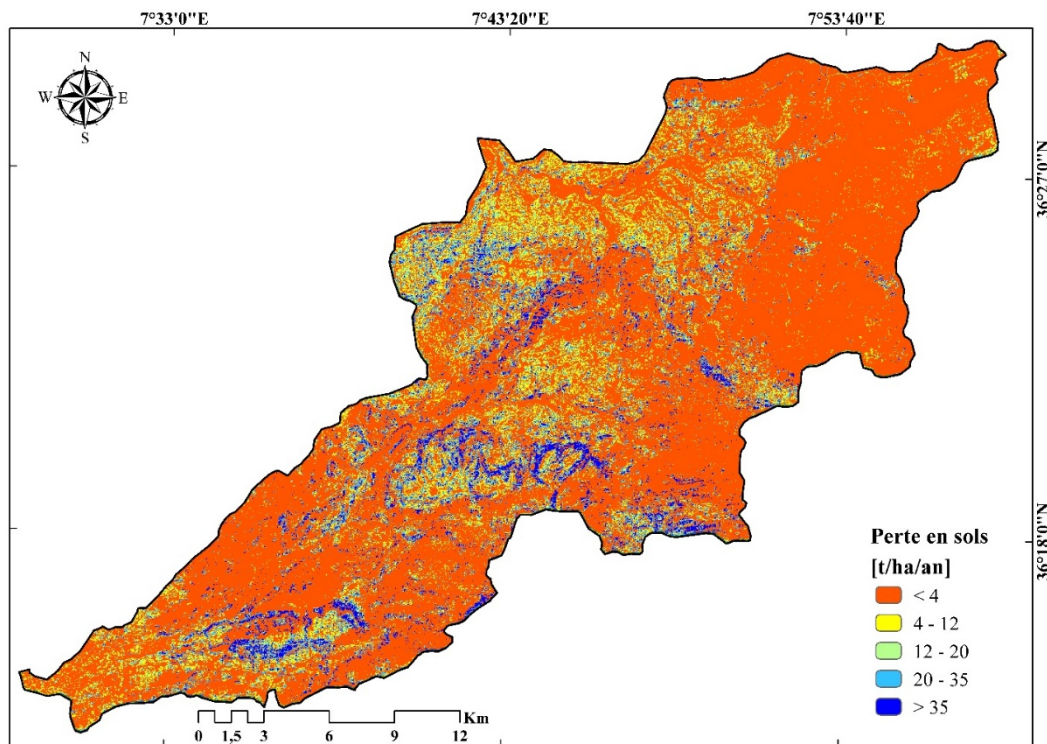 7°33'0"E 7°43'20"E 7°53'40"E
N
W E
S
36°27'0"N
36°18'0"N
Perte en sols
[t/ha/an]
< 4
4 - 12
12 - 20
20 - 35
> 35
Km
0 1,5 3 6 9 12